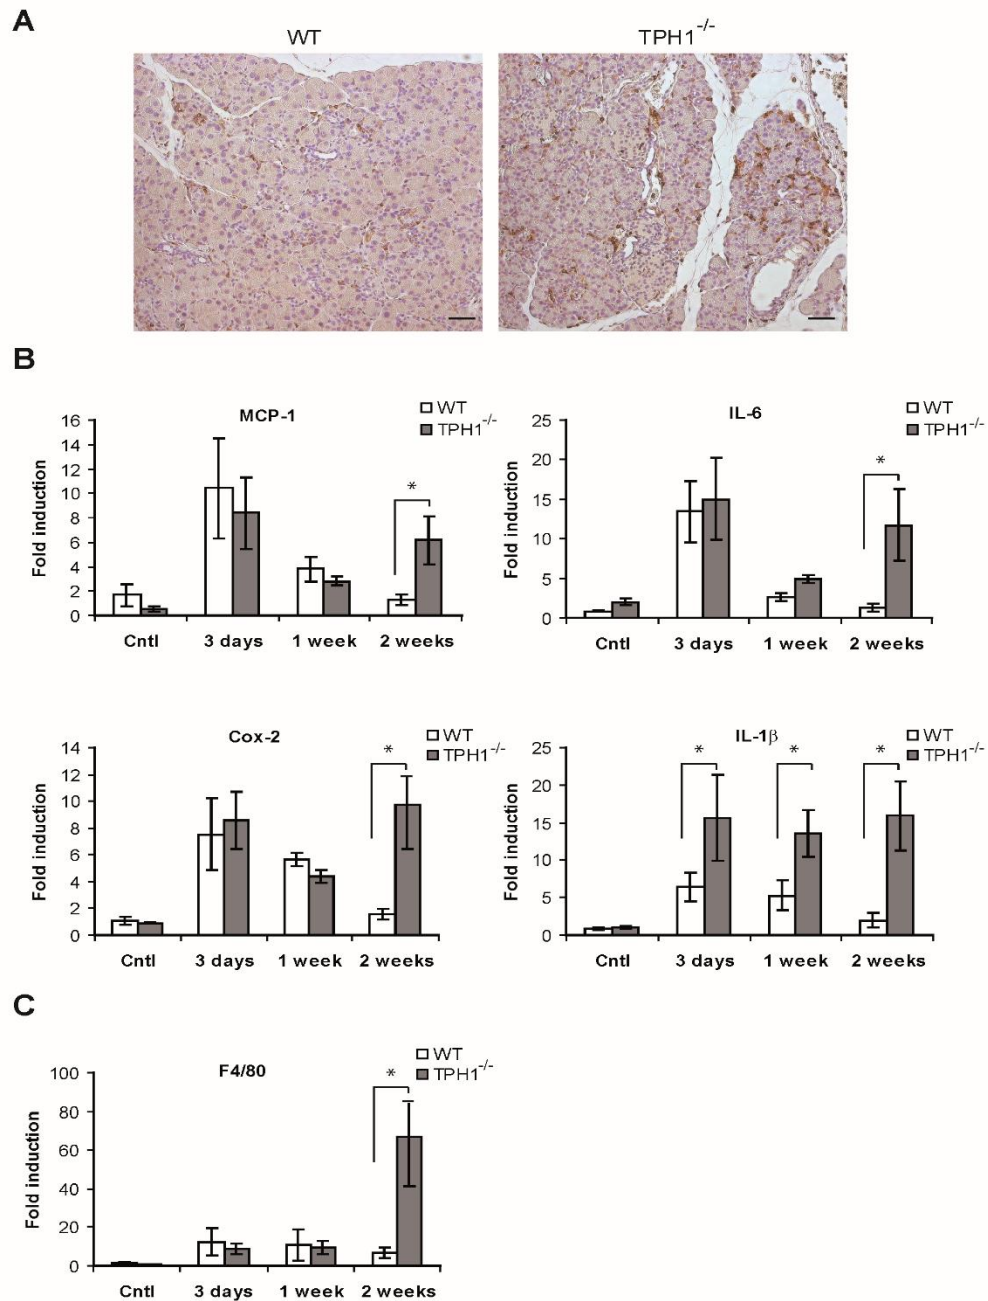 A
WT TPH1-/-
B
MCP-1
WT
TPH1-/-
Fold induction
16
14
12
10
8
6
4
2
0
*
Cntl 3 days 1 week 2 weeks
IL-6
WT
TPH1-/-
Fold induction
25
20
15
10
5
0
*
Cntl 3 days 1 week 2 weeks
Cox-2
WT
TPH1-/-
Fold induction
14
12
10
8
6
4
2
0
*
Cntl 3 days 1 week 2 weeks
IL-1β
WT
TPH1-/-
Fold induction
25
20
15
10
5
0
* * *
Cntl 3 days 1 week 2 weeks
C
F4/80
WT
TPH1-/-
Fold induction
100
80
60
40
20
0
*
Cntl 3 days 1 week 2 weeks